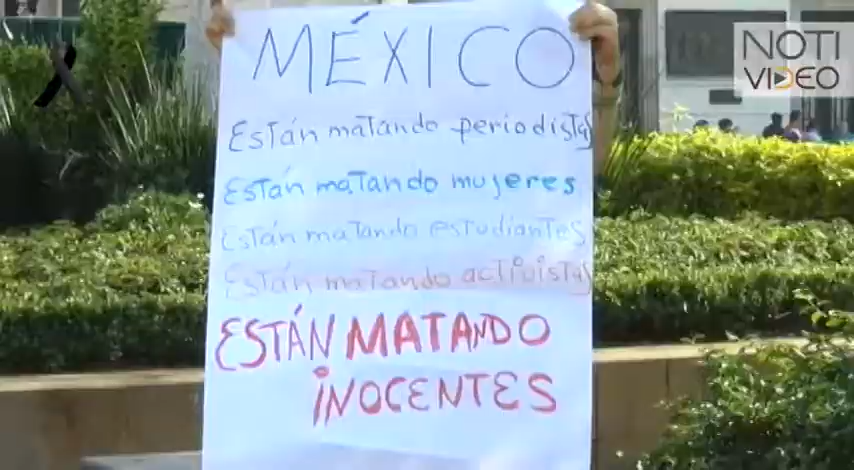 MÉXICO
NOTI
VIDEO
Están matando periodistas
Están matando mujeres
Están matando estudiantes
Están matando activistas
ESTÁN MATANDO
INOCENTES